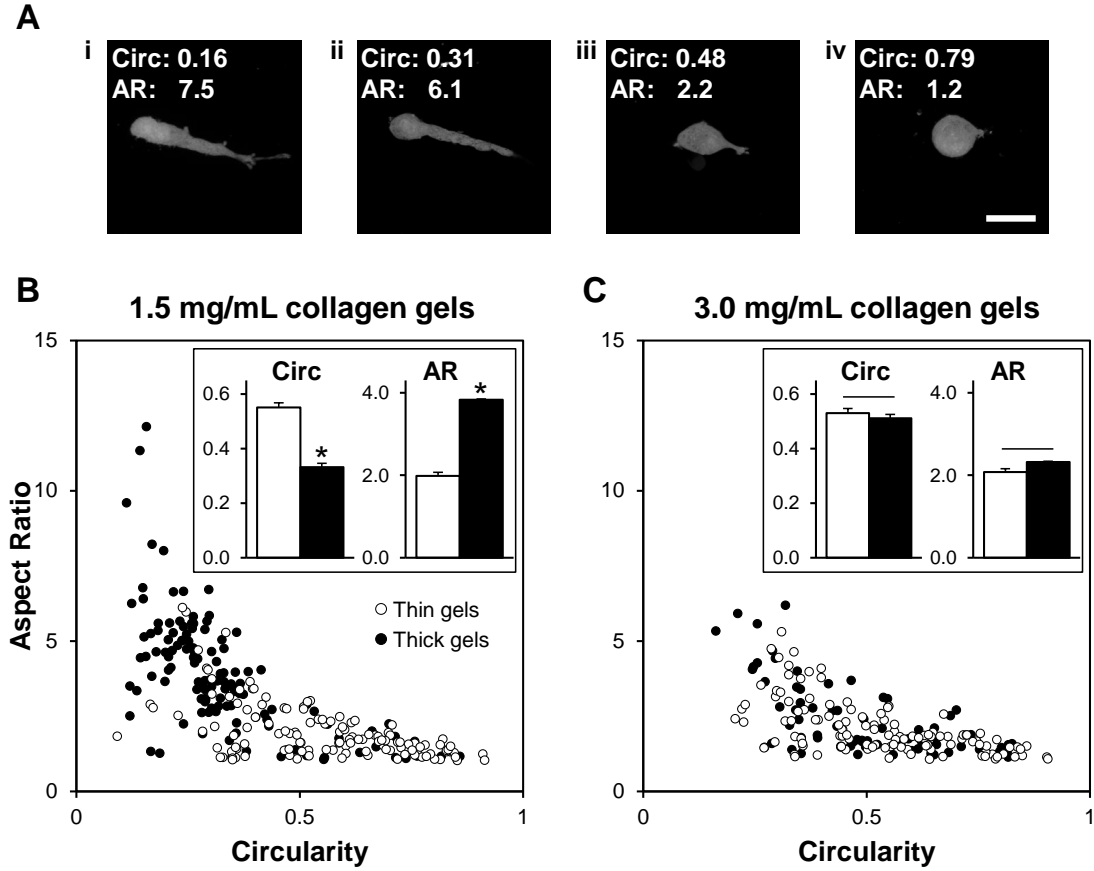 A
i
Circ: 0.16
AR: 7.5
ii
Circ: 0.31
AR: 6.1
iii
Circ: 0.48
AR: 2.2
iv
Circ: 0.79
AR: 1.2
B
1.5 mg/mL collagen gels
15
10
5
0
Aspect Ratio
Circ
0.6
0.4
0.2
0.0
*
AR
4.0
2.0
0.0
*
Thin gels
Thick gels
0
0.5
1
Circularity
C
3.0 mg/mL collagen gels
15
10
5
0
Circ
0.6
0.4
0.2
0.0
AR
4.0
2.0
0.0
0
0.5
1
Circularity